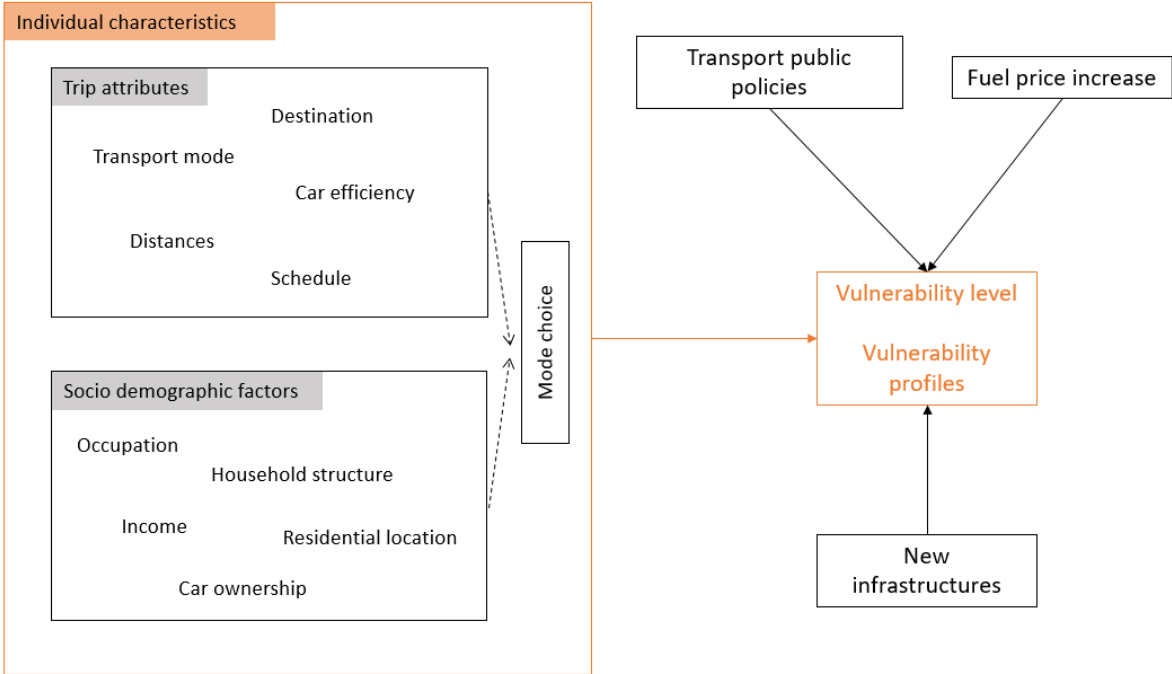 Individual characteristics
Trip attributes
Destination
Transport mode
Car efficiency
Distances
Schedule
Socio demographic factors
Occupation
Household structure
Income
Residential location
Car ownership
Mode choice
Transport public
policies
Fuel price increase
Vulnerability level
Vulnerability
profiles
New
infrastructures